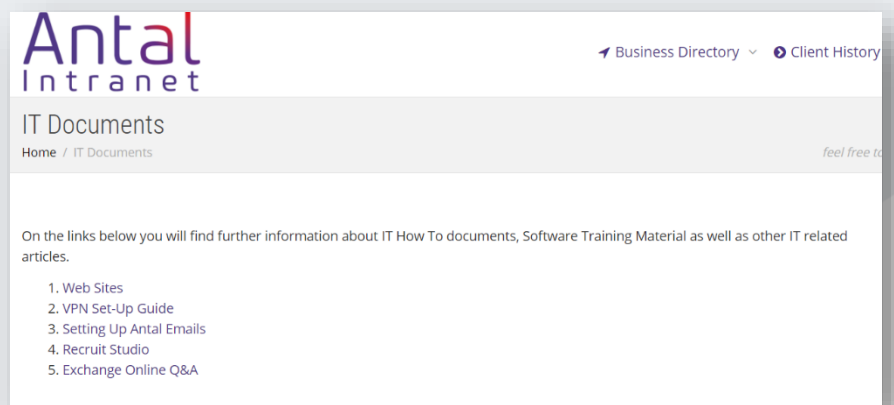 Antal
Intranet
Business Directory
Client History
IT Documents
Home / IT Documents
feel free to
On the links below you will find further information about IT How To documents, Software Training Material as well as other IT related
articles.
1. Web Sites
2. VPN Set-Up Guide
3. Setting Up Antal Emails
4. Recruit Studio
5. Exchange Online Q&A